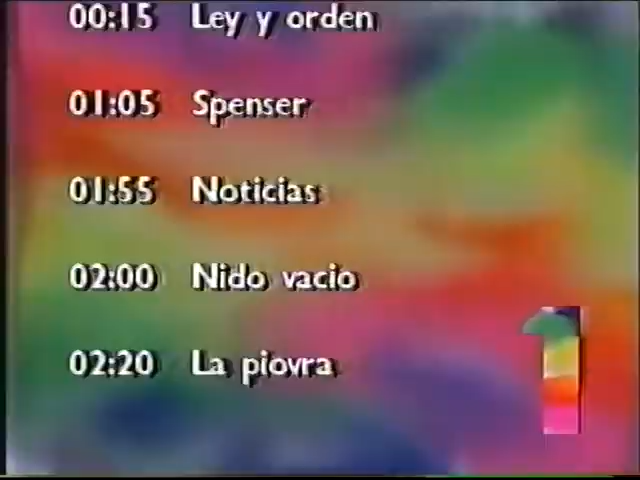 00:15 Ley y orden
01:05 Spenser
01:55 Noticias
02:00 Nido vacio
02:20 La piovra
1